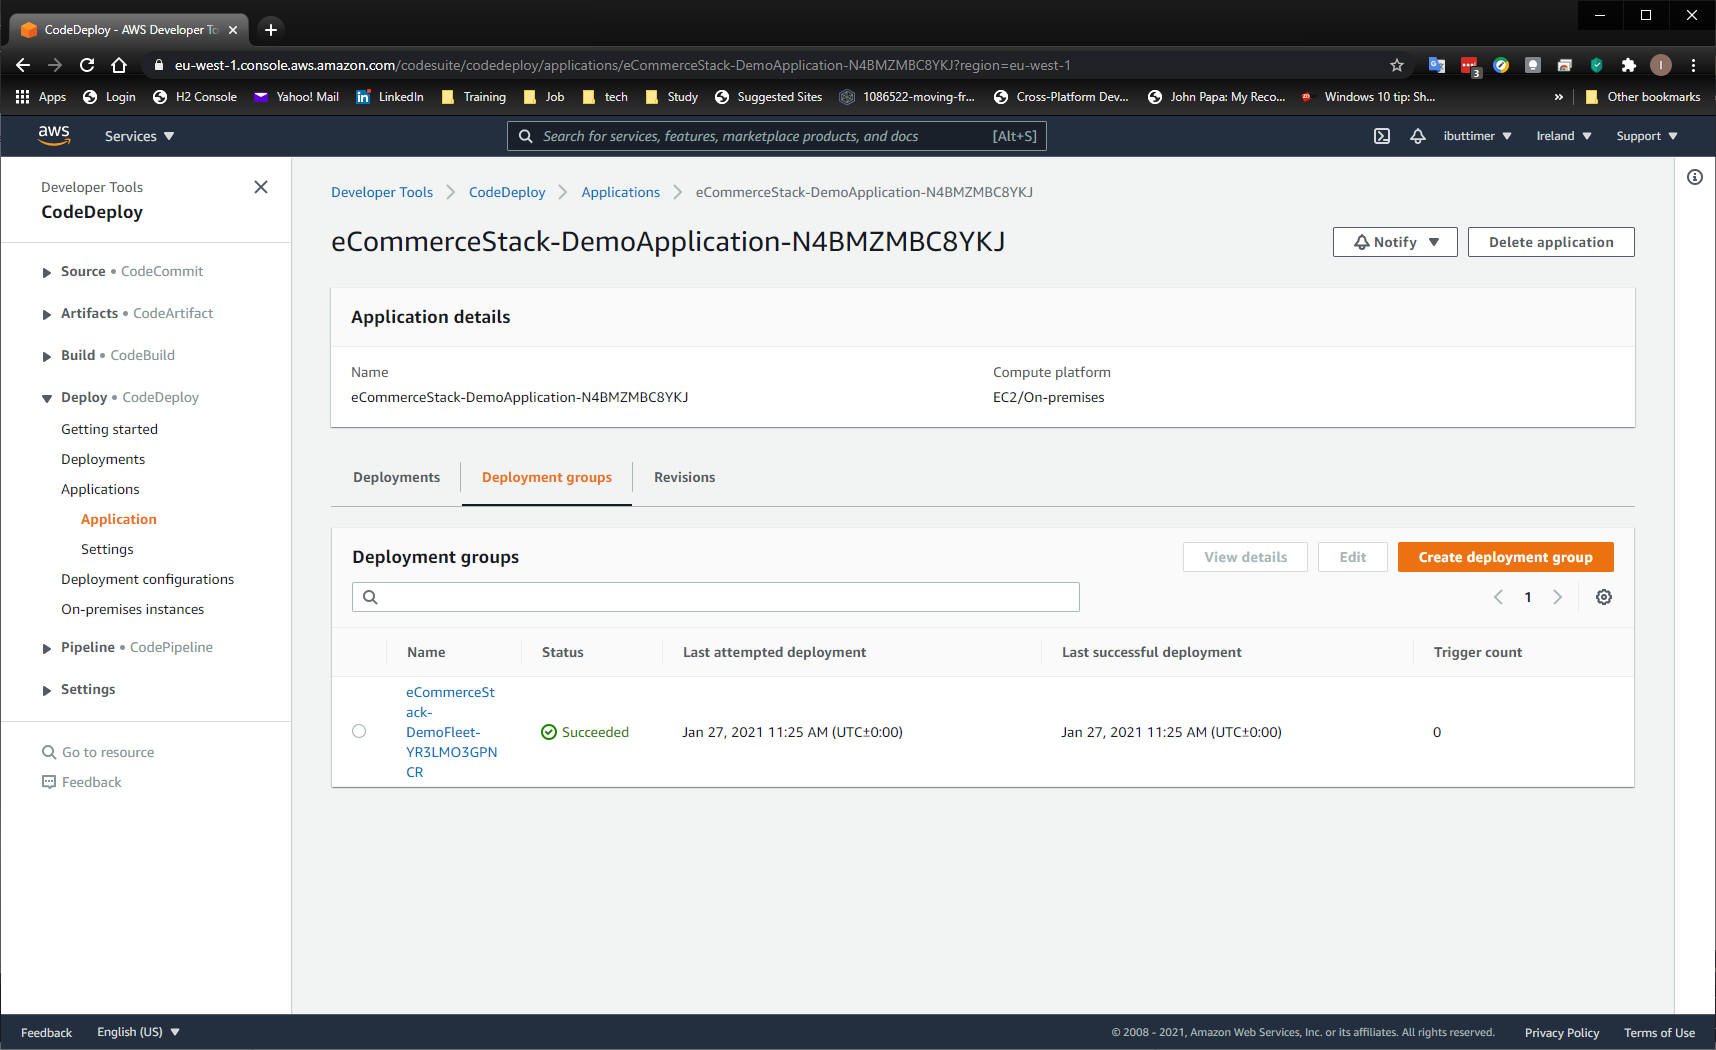 CodeDeploy - AWS Developer To
eu-west-1.console.aws.amazon.com/codesuite/codedeploy/applications/eCommerceStack-DemoApplication-N4BMZMBC8YKJ?region=eu-west-1
3
I
Apps Login H2 Console Yahoo! Mail LinkedIn Training Job tech Study Suggested Sites 1086522-moving-fr... Cross-Platform Dev... John Papa: My Reco... Windows 10 tip: Sh... » Other bookmarks
aws Services Search for services, features, marketplace products, and docs [Alt+S] ibuttimer Ireland Support
Developer Tools
CodeDeploy
Source • CodeCommit
Artifacts • CodeArtifact
Build • CodeBuild
Deploy • CodeDeploy
Getting started
Deployments
Applications
Application
Settings
Deployment configurations
On-premises instances
Pipeline • CodePipeline
Settings
Go to resource
Feedback
Developer Tools CodeDeploy Applications eCommerceStack-DemoApplication-N4BMZMBC8YKJ
eCommerceStack-DemoApplication-N4BMZMBC8YKJ
Notify Delete application
Application details
Name Compute platform
eCommerceStack-DemoApplication-N4BMZMBC8YKJ EC2/On-premises
Deployments Deployment groups Revisions
Deployment groups View details Edit Create deployment group
1
Name Status Last attempted deployment Last successful deployment Trigger count
eCommerceSt
ack-
DemoFleet- Succeeded Jan 27, 2021 11:25 AM (UTC±0:00) Jan 27, 2021 11:25 AM (UTC±0:00) 0
YR3LMO3GPN
CR
Feedback English (US) © 2008 - 2021, Amazon Web Services, Inc. or its affiliates. All rights reserved. Privacy Policy Terms of Use